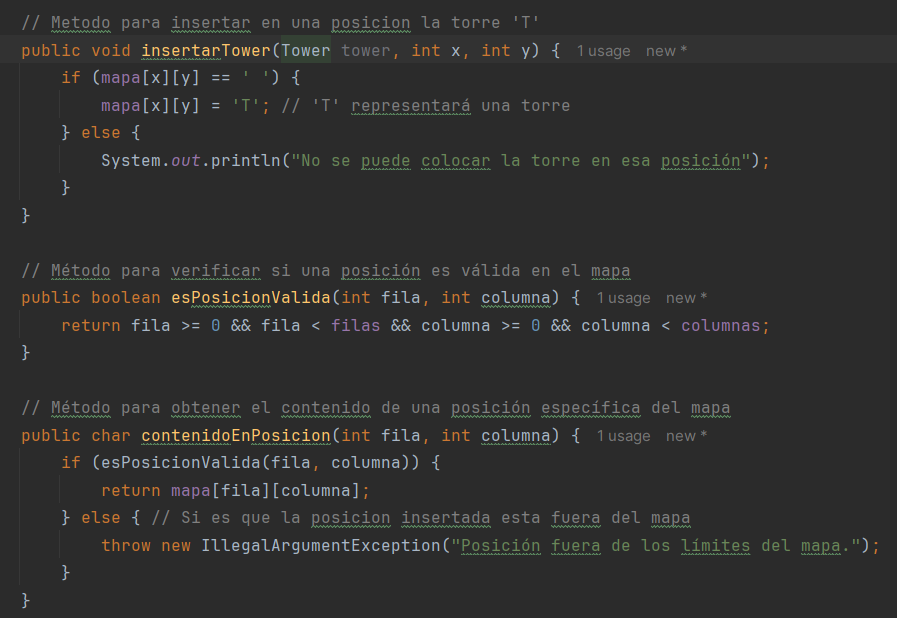 // Metodo para insertar en una posicion la torre 'T'
public void insertarTower(Tower tower, int x, int y) { 1 usage new *
    if (mapa[x][y] == ' ') {
        mapa[x][y] = 'T'; // 'T' representará una torre
    } else {
        System.out.println("No se puede colocar la torre en esa posición");
    }
}

// Método para verificar si una posición es válida en el mapa
public boolean esPosicionValida(int fila, int columna) { 1 usage new *
    return fila >= 0 && fila < filas && columna >= 0 && columna < columnas;
}

// Método para obtener el contenido de una posición específica del mapa
public char contenidoEnPosicion(int fila, int columna) { 1 usage new *
    if (esPosicionValida(fila, columna)) {
        return mapa[fila][columna];
    } else { // Si es que la posicion insertada esta fuera del mapa
        throw new IllegalArgumentException("Posición fuera de los límites del mapa.");
    }
}